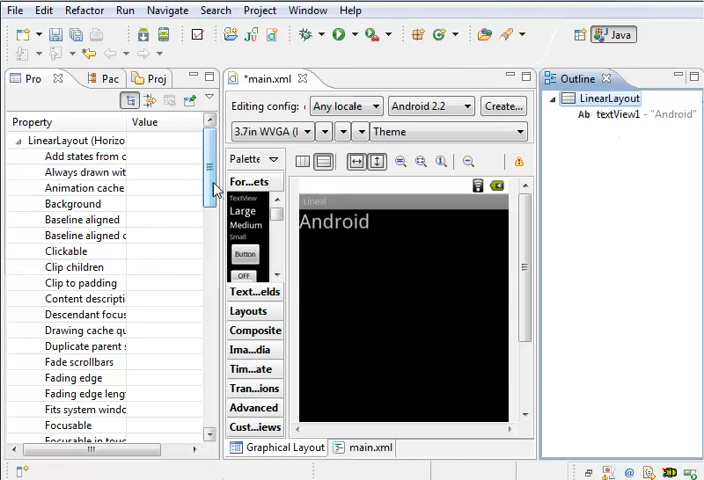 File Edit Refactor Run Navigate Search Project Window Help
Java
Pro Pac Proj
*main.xml
Outline
Editing config: Any locale Android 2.2 Create...
3.7in WVGA ( Theme
Property Value
LinearLayout (Horizo
Add states from c
Always drawn wit
Animation cache
Background
Baseline aligned
Baseline aligned c
Clickable
Clip children
Clip to padding
Content descripti
Descendant focus
Drawing cache qu
Duplicate parent s
Fade scrollbars
Fading edge
Fading edge leng
Fits system windo
Focusable
Focusable in touc
Palette
For...ets
TextView
Large
Medium
Small
Button
OFF
Text...elds
Layouts
Composite
Ima...dia
Tim...ate
Tran...ions
Advanced
Cust...iews
Lineal
Android
Graphical Layout main.xml
LinearLayout
Ab textView1 - "Android"